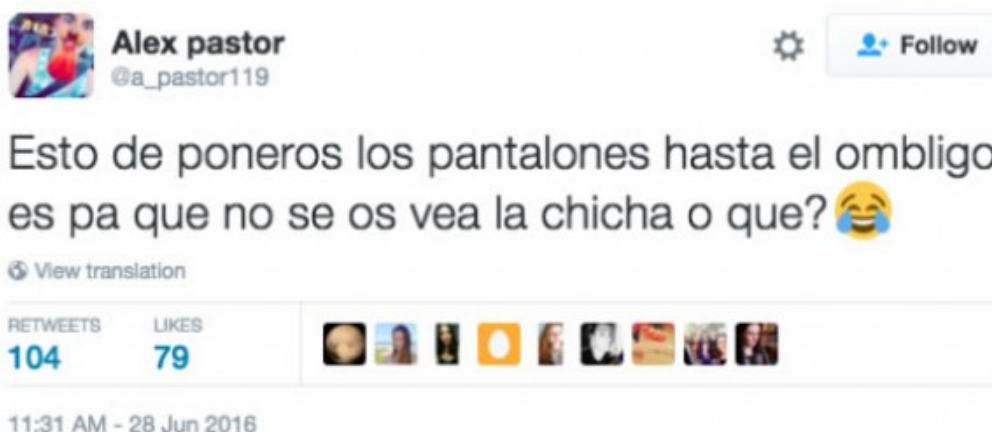 Alex pastor
@a_pastor119
Follow
Esto de poneros los pantalones hasta el ombligo
es pa que no se os vea la chicha o que?😂
View translation
RETWEETS LIKES
104 79
11:31 AM - 28 Jun 2016